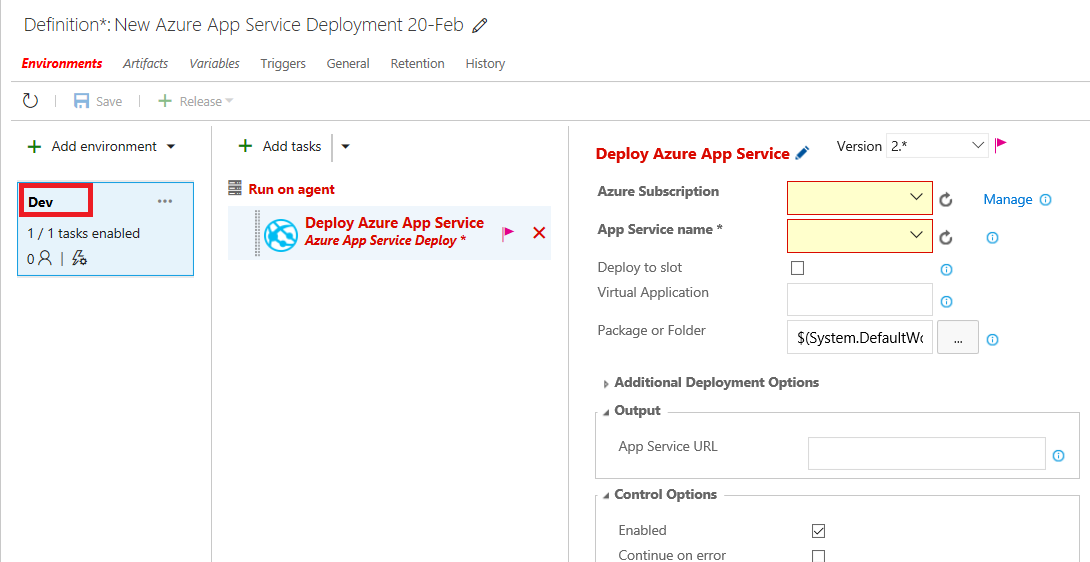 Definition*: New Azure App Service Deployment 20-Feb
Environments Artifacts Variables Triggers General Retention History
Save Release
Add environment
Dev ...
1 / 1 tasks enabled
0
Add tasks
Run on agent
Deploy Azure App Service
Azure App Service Deploy *
Deploy Azure App Service Version 2.*
Azure Subscription Manage
App Service name *
Deploy to slot
Virtual Application
Package or Folder $(System.DefaultWo ...
Additional Deployment Options
Output
App Service URL
Control Options
Enabled
Continue on error